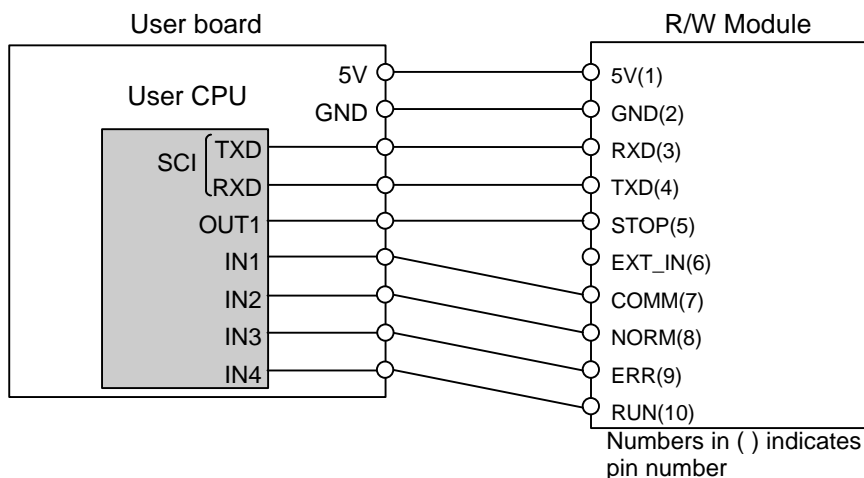 User board
R/W Module
User CPU
5V
GND
SCI
TXD
RXD
OUT1
IN1
IN2
IN3
IN4
5V(1)
GND(2)
RXD(3)
TXD(4)
STOP(5)
EXT_IN(6)
COMM(7)
NORM(8)
ERR(9)
RUN(10)
Numbers in ( ) indicates
pin number